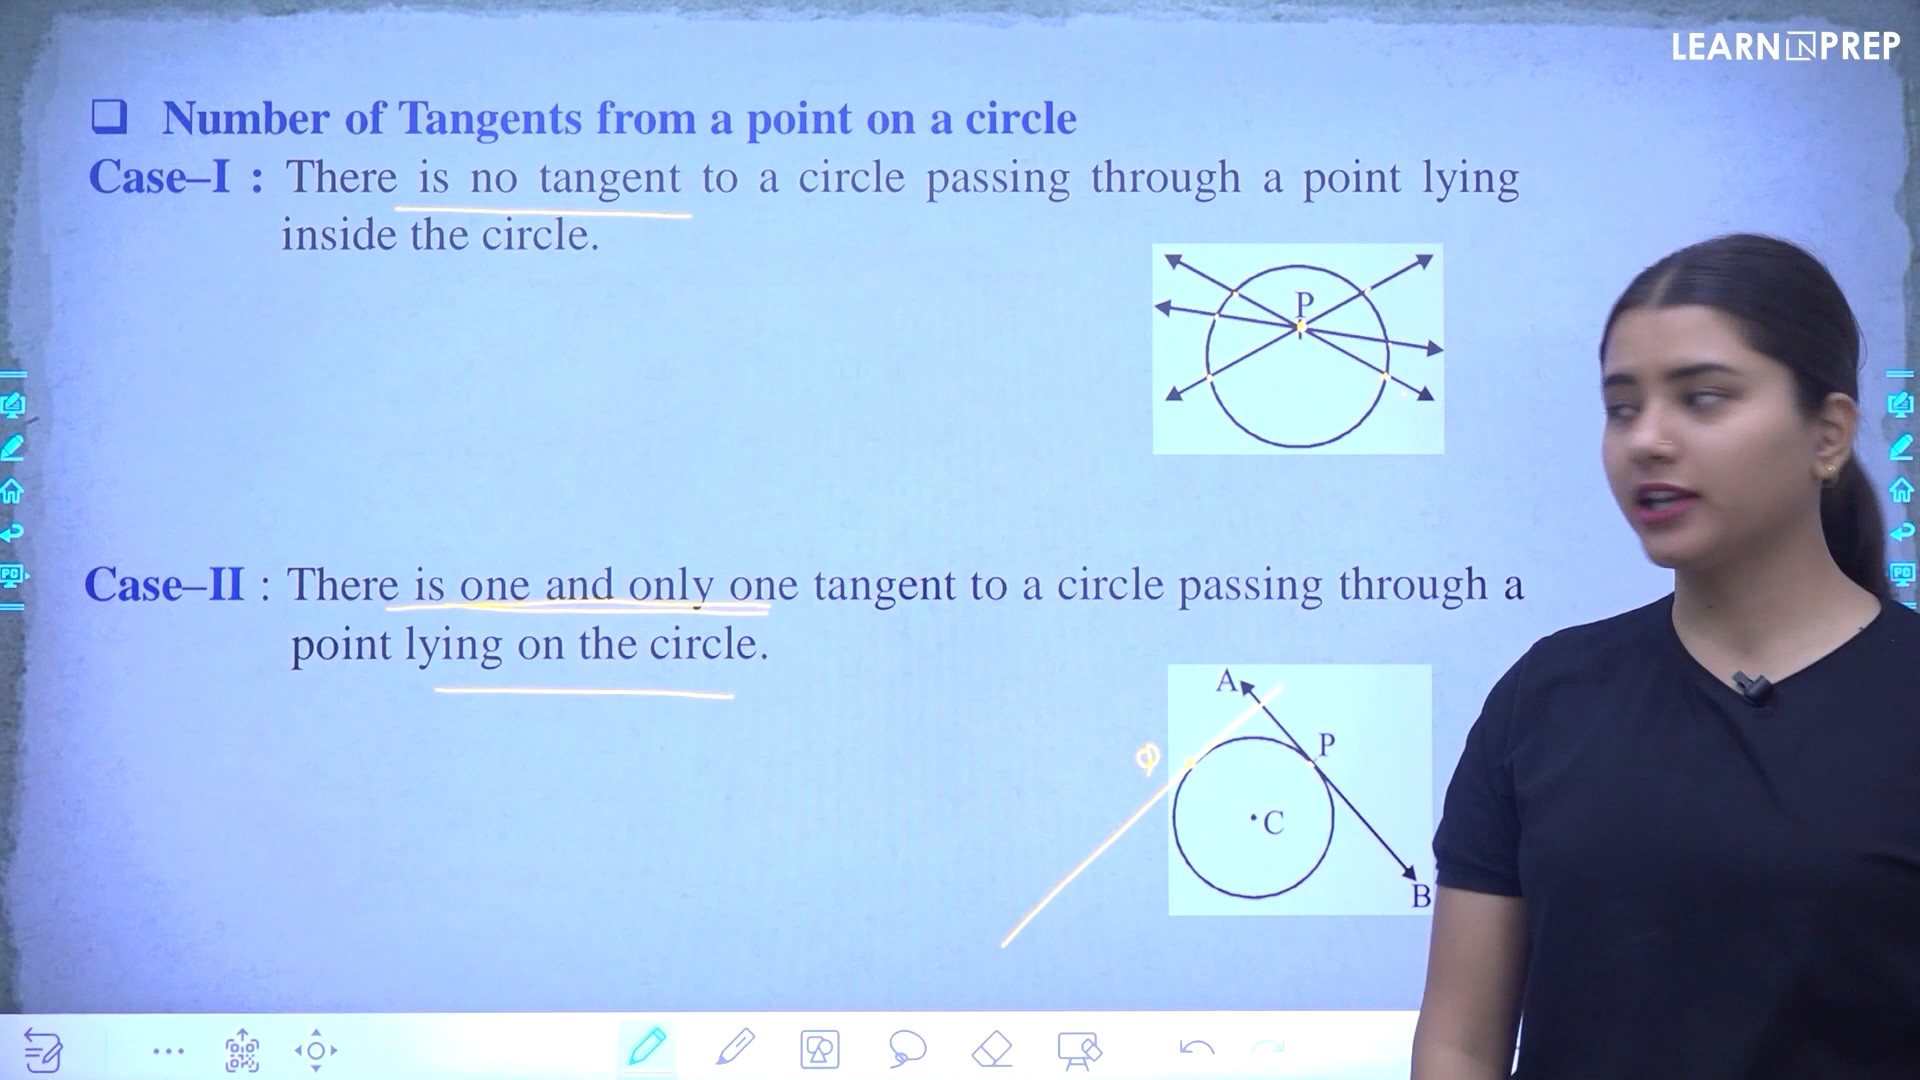 LEARN N PREP
Number of Tangents from a point on a circle
Case–I : There is no tangent to a circle passing through a point lying
inside the circle.
P
Case–II : There is one and only one tangent to a circle passing through a
point lying on the circle.
A
P
Q
C
B
PC
PC